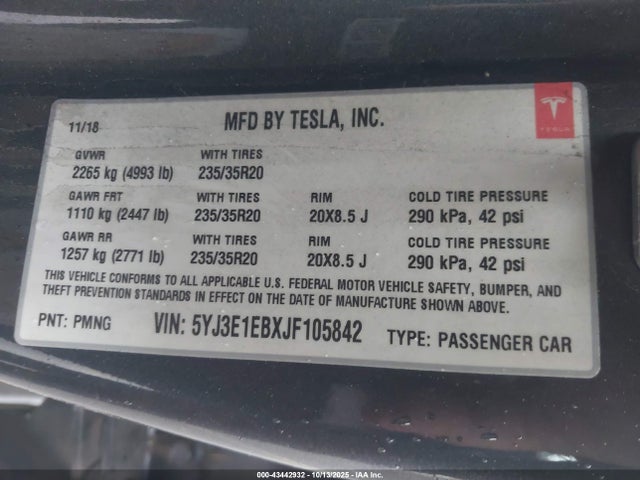 11/18 MFD BY TESLA, INC.
TESLA
GVWR WITH TIRES
2265 kg (4993 lb) 235/35R20
GAWR FRT WITH TIRES RIM COLD TIRE PRESSURE
1110 kg (2447 lb) 235/35R20 20X8.5 J 290 kPa, 42 psi
GAWR RR WITH TIRES RIM COLD TIRE PRESSURE
1257 kg (2771 lb) 235/35R20 20X8.5 J 290 kPa, 42 psi
THIS VEHICLE CONFORMS TO ALL APPLICABLE U.S. FEDERAL MOTOR VEHICLE SAFETY, BUMPER, AND
THEFT PREVENTION STANDARDS IN EFFECT ON THE DATE OF MANUFACTURE SHOWN ABOVE.
PNT: PMNG VIN: 5YJ3E1EBXJF105842 TYPE: PASSENGER CAR
000-43442932 - 10/13/2025 - IAA Inc.